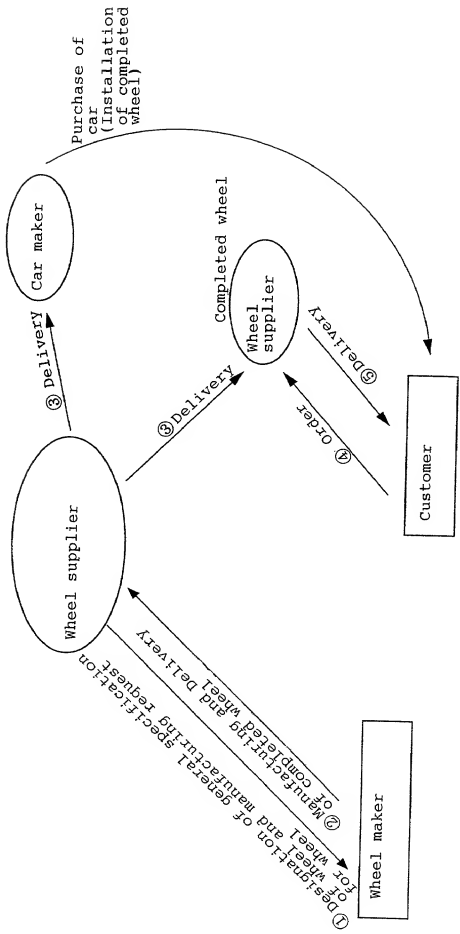 Purchase of
car
(Installation
of completed
wheel)
Car maker
③ Delivery
Completed wheel
Wheel
supplier
③ Delivery
⑤ Delivery
④ Order
Wheel supplier
Customer
① Designation of general specification
of wheel and manufacturing request
for wheel
② Manufacturing and Delivery
of completed wheel
Wheel maker